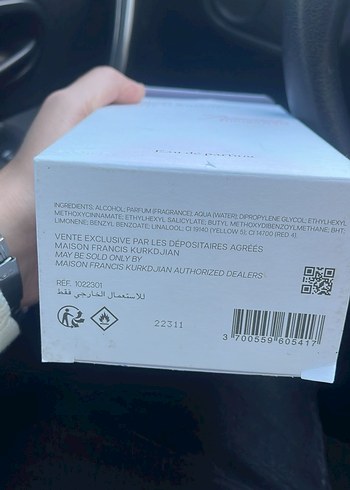 Eau de parfum
INGREDIENTS: ALCOHOL; PARFUM (FRAGRANCE); AQUA (WATER); DIPROPYLENE GLYCOL; ETHYLHEXYL
METHOXYCINNAMATE; ETHYLHEXYL SALICYLATE; BUTYL METHOXYDIBENZOYLMETHANE; BHT;
LIMONENE; BENZYL BENZOATE; LINALOOL; CI 19140 (YELLOW 5); CI 14700 (RED 4).
VENTE EXCLUSIVE PAR LES DÉPOSITAIRES AGRÉÉS
MAISON FRANCIS KURKDJIAN
MAY BE SOLD ONLY BY
MAISON FRANCIS KURKDJIAN AUTHORIZED DEALERS
REF. 1022301
للاستعمال الخارجي فقط
22311
3 700559 605417